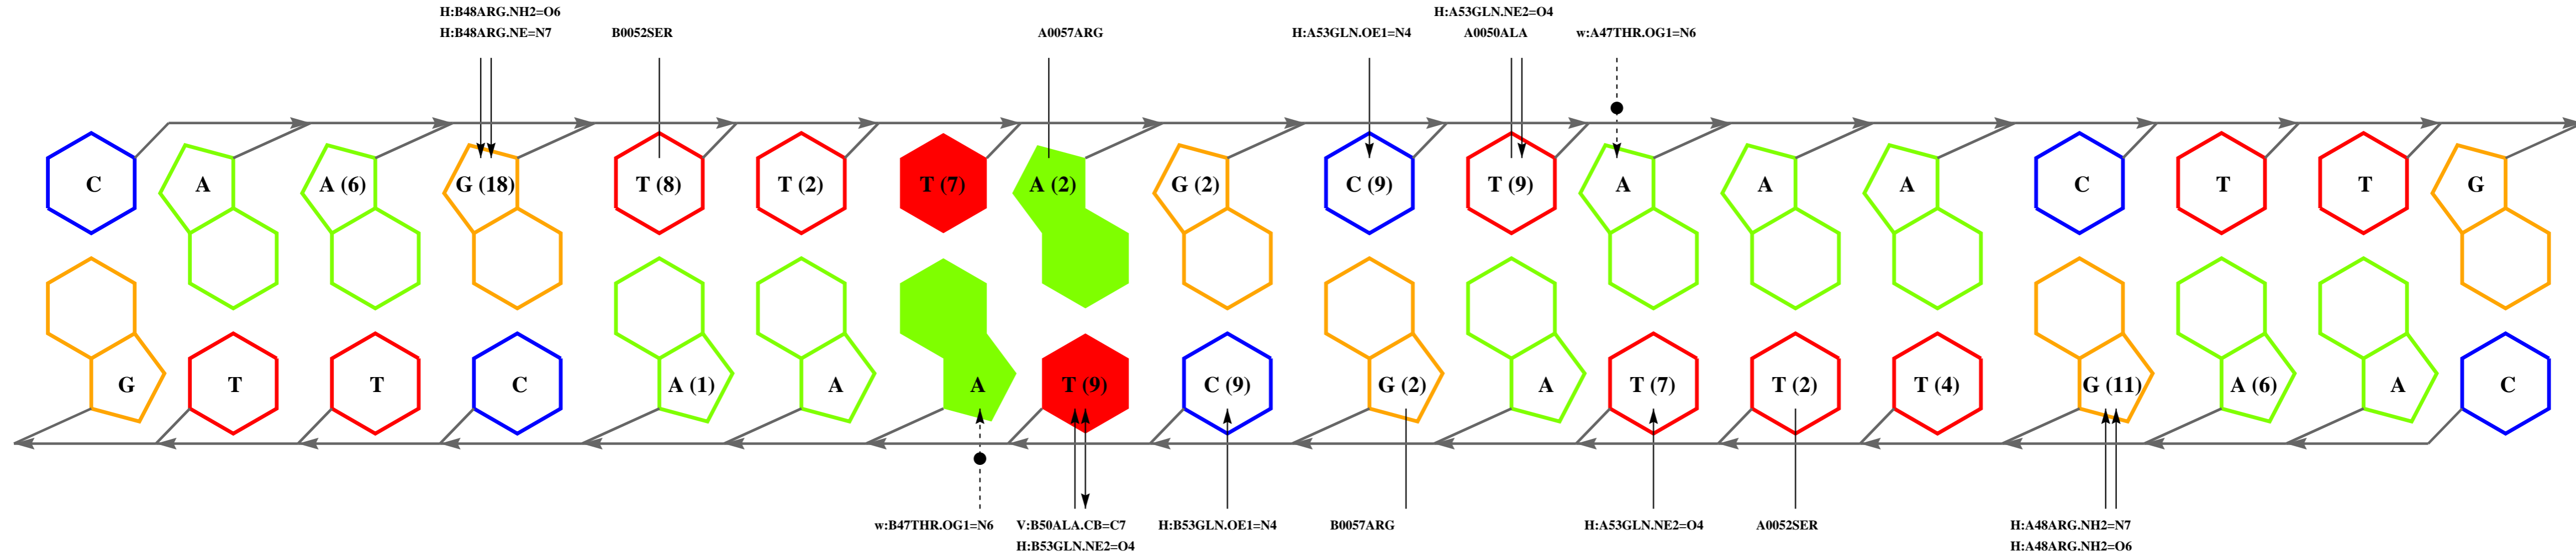 H:B48ARG.NH2=O6
H:B48ARG.NE=N7
B0052SER
A0057ARG
H:A53GLN.OE1=N4
H:A53GLN.NE2=O4
A0050ALA
w:A47THR.OG1=N6
C A A (6) G (18) T (8) T (2) T (7) A (2) G (2) C (9) T (9) A A A C T T G
G T T C A (1) A A T (9) C (9) G (2) A T (7) T (2) T (4) G (11) A (6) A C
w:B47THR.OG1=N6
V:B50ALA.CB=C7
H:B53GLN.NE2=O4
H:B53GLN.OE1=N4
B0057ARG
H:A53GLN.NE2=O4
A0052SER
H:A48ARG.NH2=N7
H:A48ARG.NH2=O6